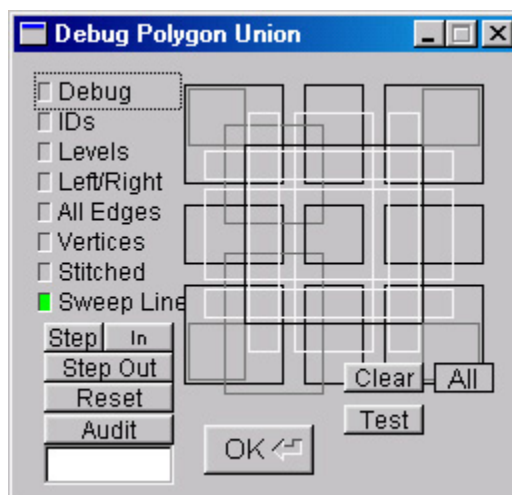 Debug Polygon Union
Debug
IDs
Levels
Left/Right
All Edges
Vertices
Stitched
Sweep Line
Step In
Step Out
Reset
Audit
Clear All
Test
OK